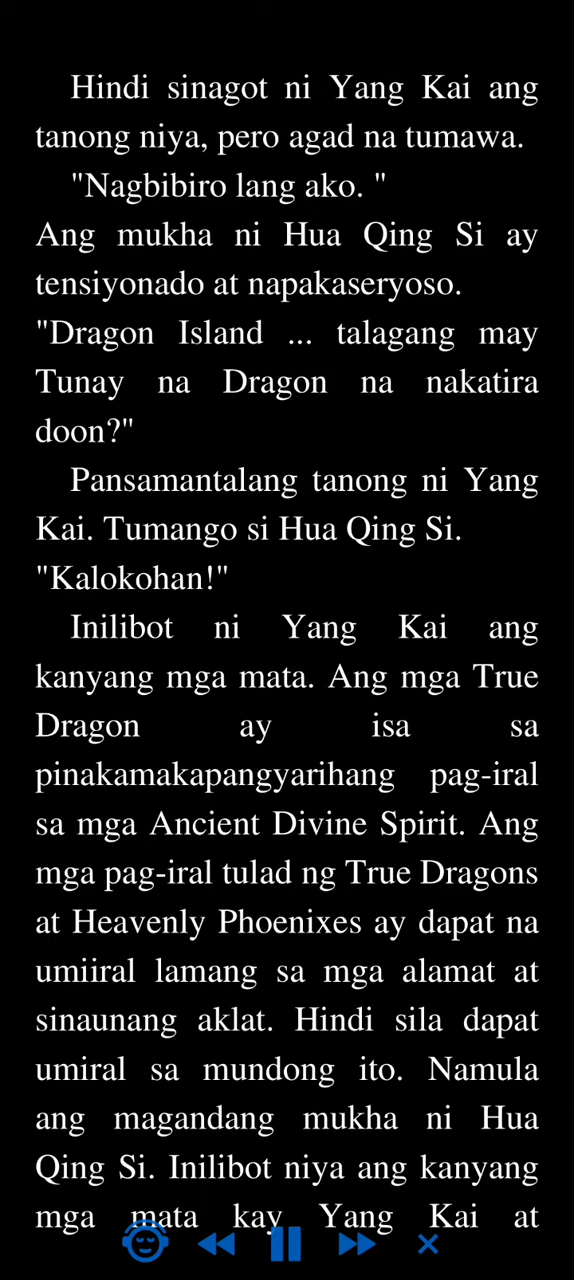 Hindi sinagot ni Yang Kai ang
tanong niya, pero agad na tumawa.
"Nagbibiro lang ako. "
Ang mukha ni Hua Qing Si ay
tensiyonado at napakaseryoso.
"Dragon Island ... talagang may
Tunay na Dragon na nakatira
doon?"
Pansamantalang tanong ni Yang
Kai. Tumango si Hua Qing Si.
"Kalokohan!"
Inilibot ni Yang Kai ang
kanyang mga mata. Ang mga True
Dragon ay isa sa
pinakamakapangyarihang pag-iral
sa mga Ancient Divine Spirit. Ang
mga pag-iral tulad ng True Dragons
at Heavenly Phoenixes ay dapat na
umiiral lamang sa mga alamat at
sinaunang aklat. Hindi sila dapat
umiral sa mundong ito. Namula
ang magandang mukha ni Hua
Qing Si. Inilibot niya ang kanyang
mga mata kay Yang Kai at